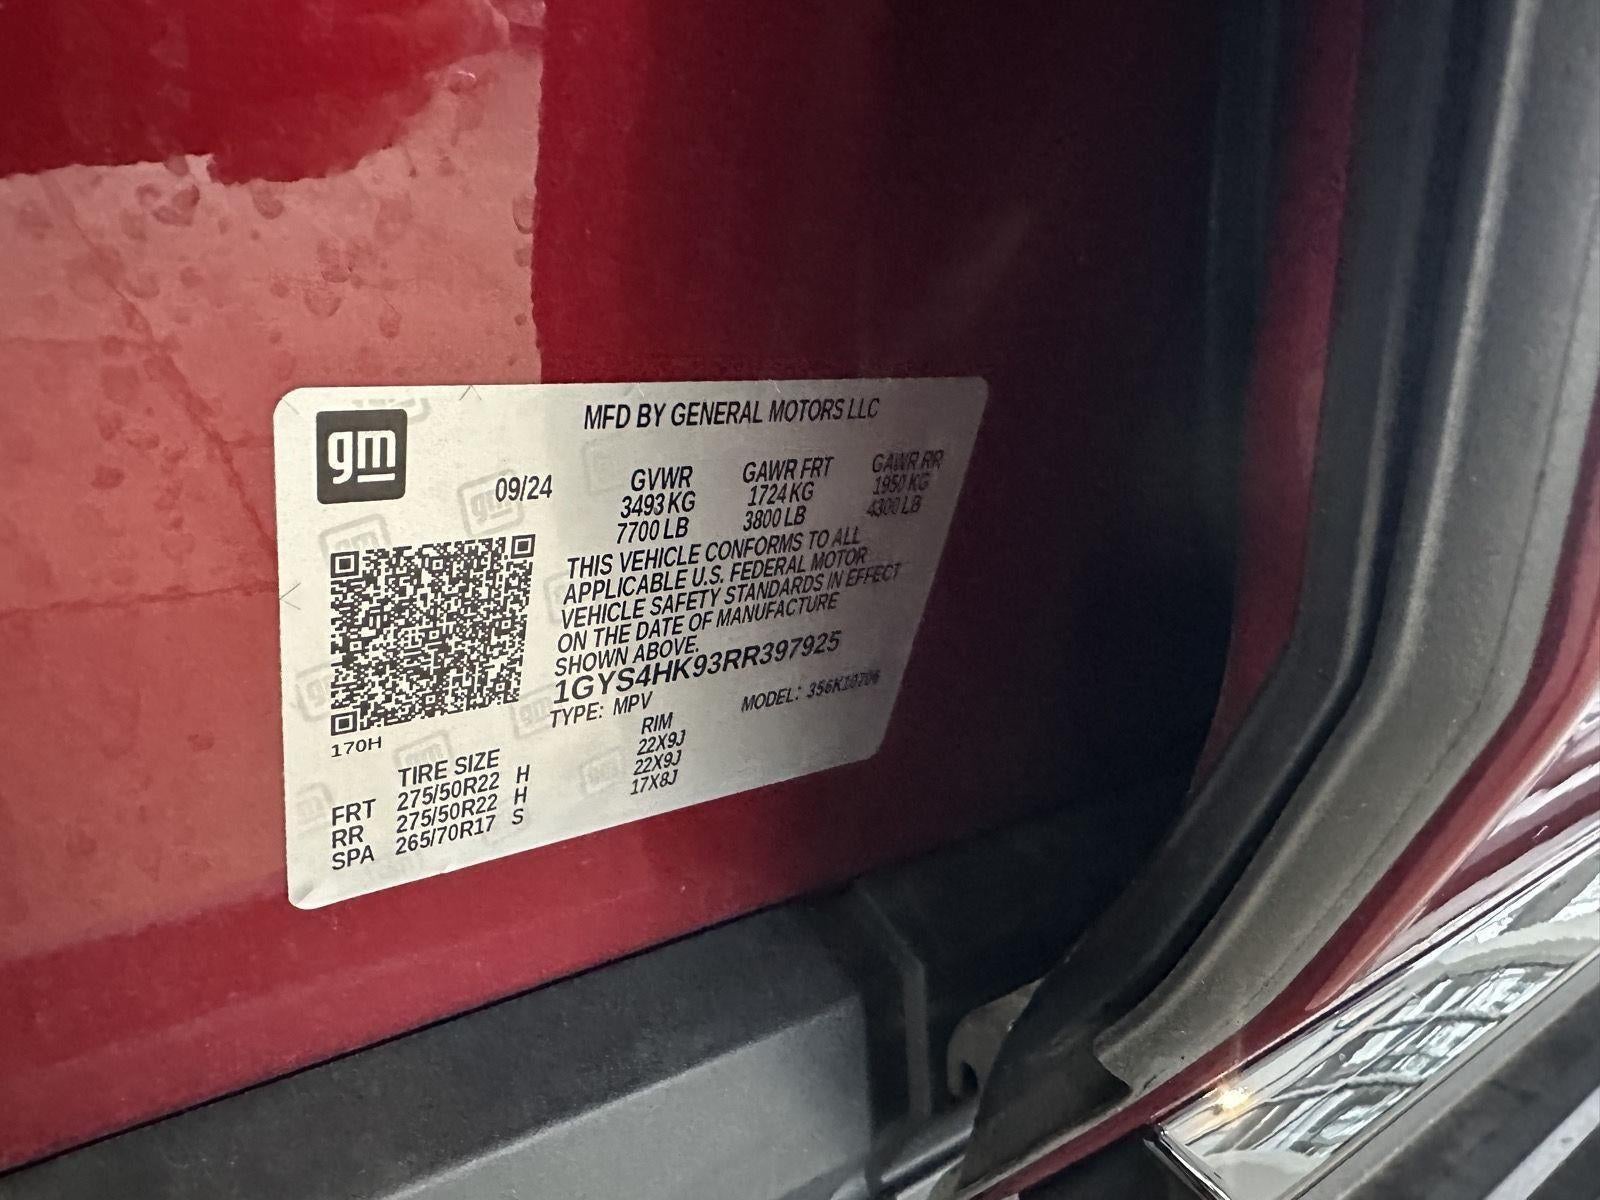 MFD BY GENERAL MOTORS LLC
gm
09/24
GVWR GAWR FRT GAWR RR
3493 KG 1724 KG 1950 KG
7700 LB 3800 LB 4300 LB
THIS VEHICLE CONFORMS TO ALL
APPLICABLE U.S. FEDERAL MOTOR
VEHICLE SAFETY STANDARDS IN EFFECT
ON THE DATE OF MANUFACTURE
SHOWN ABOVE.
1GYS4HK93RR397925
TYPE: MPV MODEL: 356K10706
170H
TIRE SIZE RIM
FRT 275/50R22 H 22X9J
RR 275/50R22 H 22X9J
SPA 265/70R17 S 17X8J